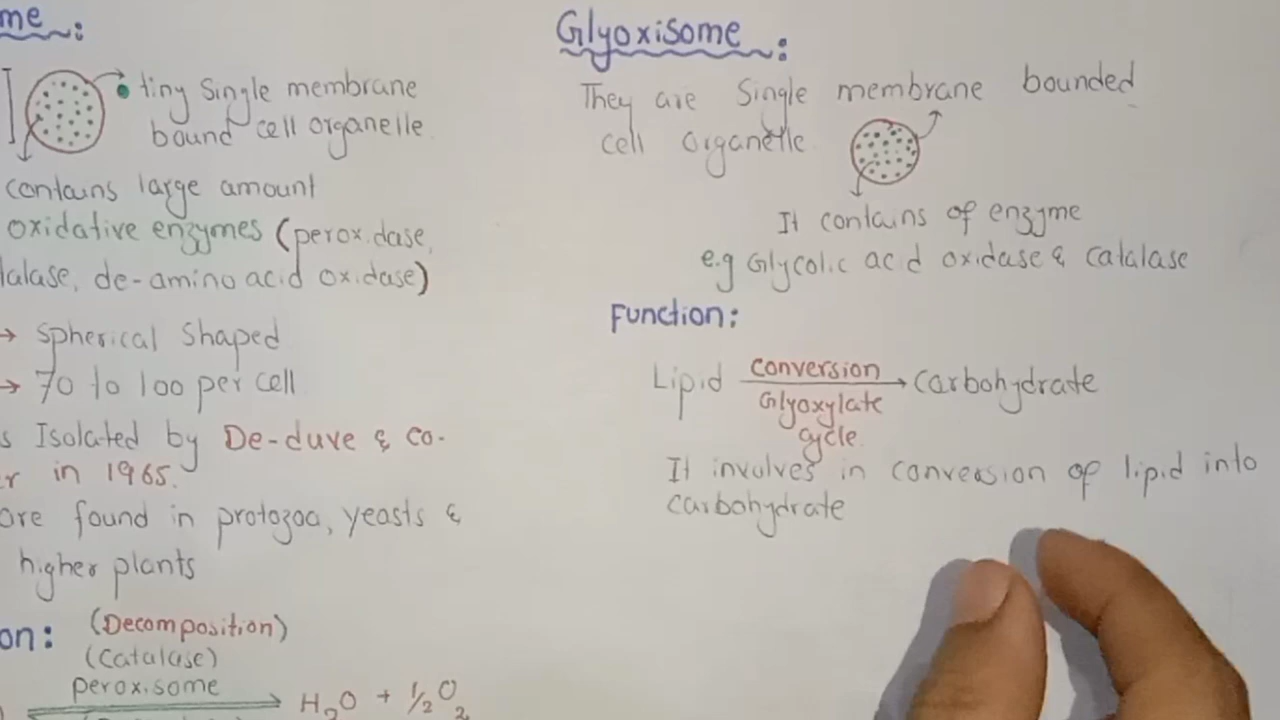 me :
tiny Single membrane
bound cell organelle.
contains large amount
oxidative enzymes (peroxidase,
talase, de-amino acid oxidase)
→ Spherical Shaped
→ 70 to 100 per cell
s Isolated by De-duve & co-
r in 1965.
are found in protozoa, yeasts &
higher plants
on: (Decomposition)
(Catalase)
peroxisome
H2O + 1/2 O2
Glyoxisome :
They are Single membrane bounded
cell organelle
It contains of enzyme
e.g Glycolic acid oxidase & catalase
Function:
Lipid conversion → Carbohydrate
Glyoxylate
cycle.
It involves in conversion of lipid into
carbohydrate